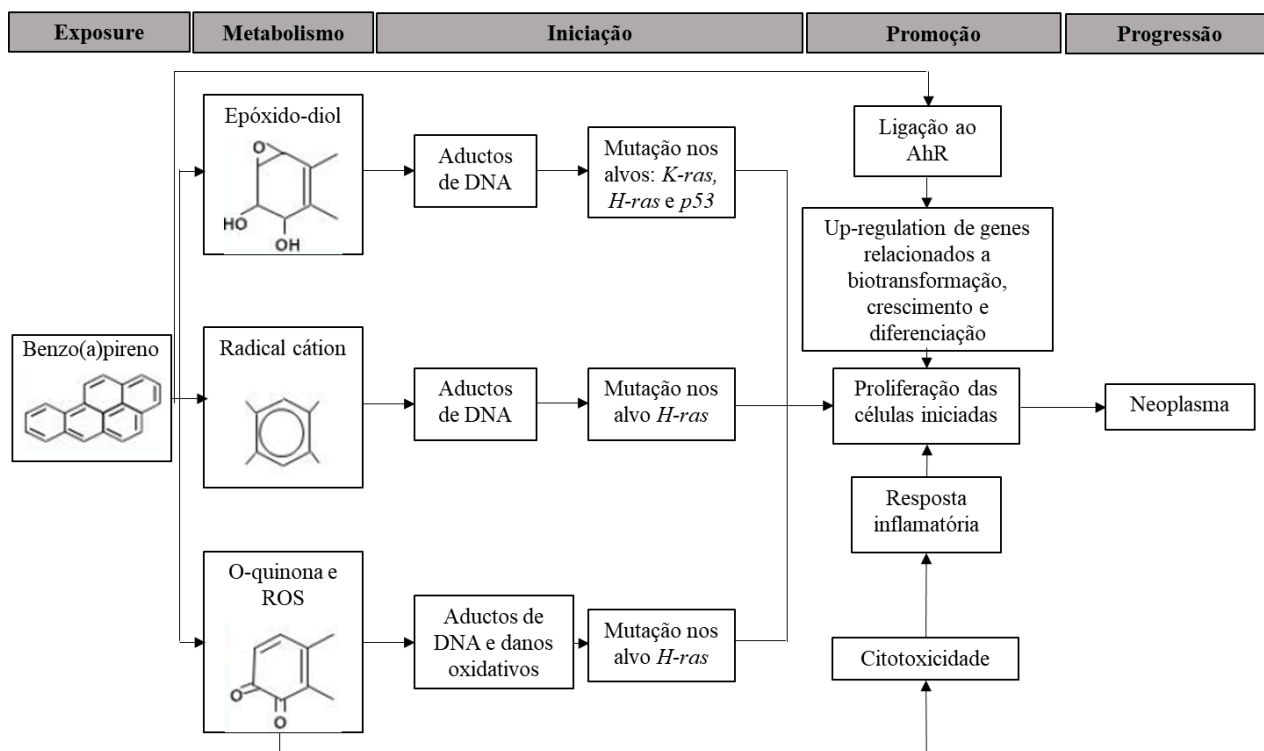 Exposure
Metabolismo
Iniciação
Promoção
Progressão
Benzo(a)pireno
Epóxido-diol
O
HO
OH
Aductos
de DNA
Mutação nos
alvos: K-ras,
H-ras e p53
Radical cátion
Aductos
de DNA
Mutação nos
alvo H-ras
O-quinona e
ROS
O
O
Aductos de
DNA e danos
oxidativos
Mutação nos
alvo H-ras
Ligação ao
AhR
Up-regulation de genes
relacionados a
biotransformação,
crescimento e
diferenciação
Proliferação das
células iniciadas
Resposta
inflamatória
Citotoxicidade
Neoplasma